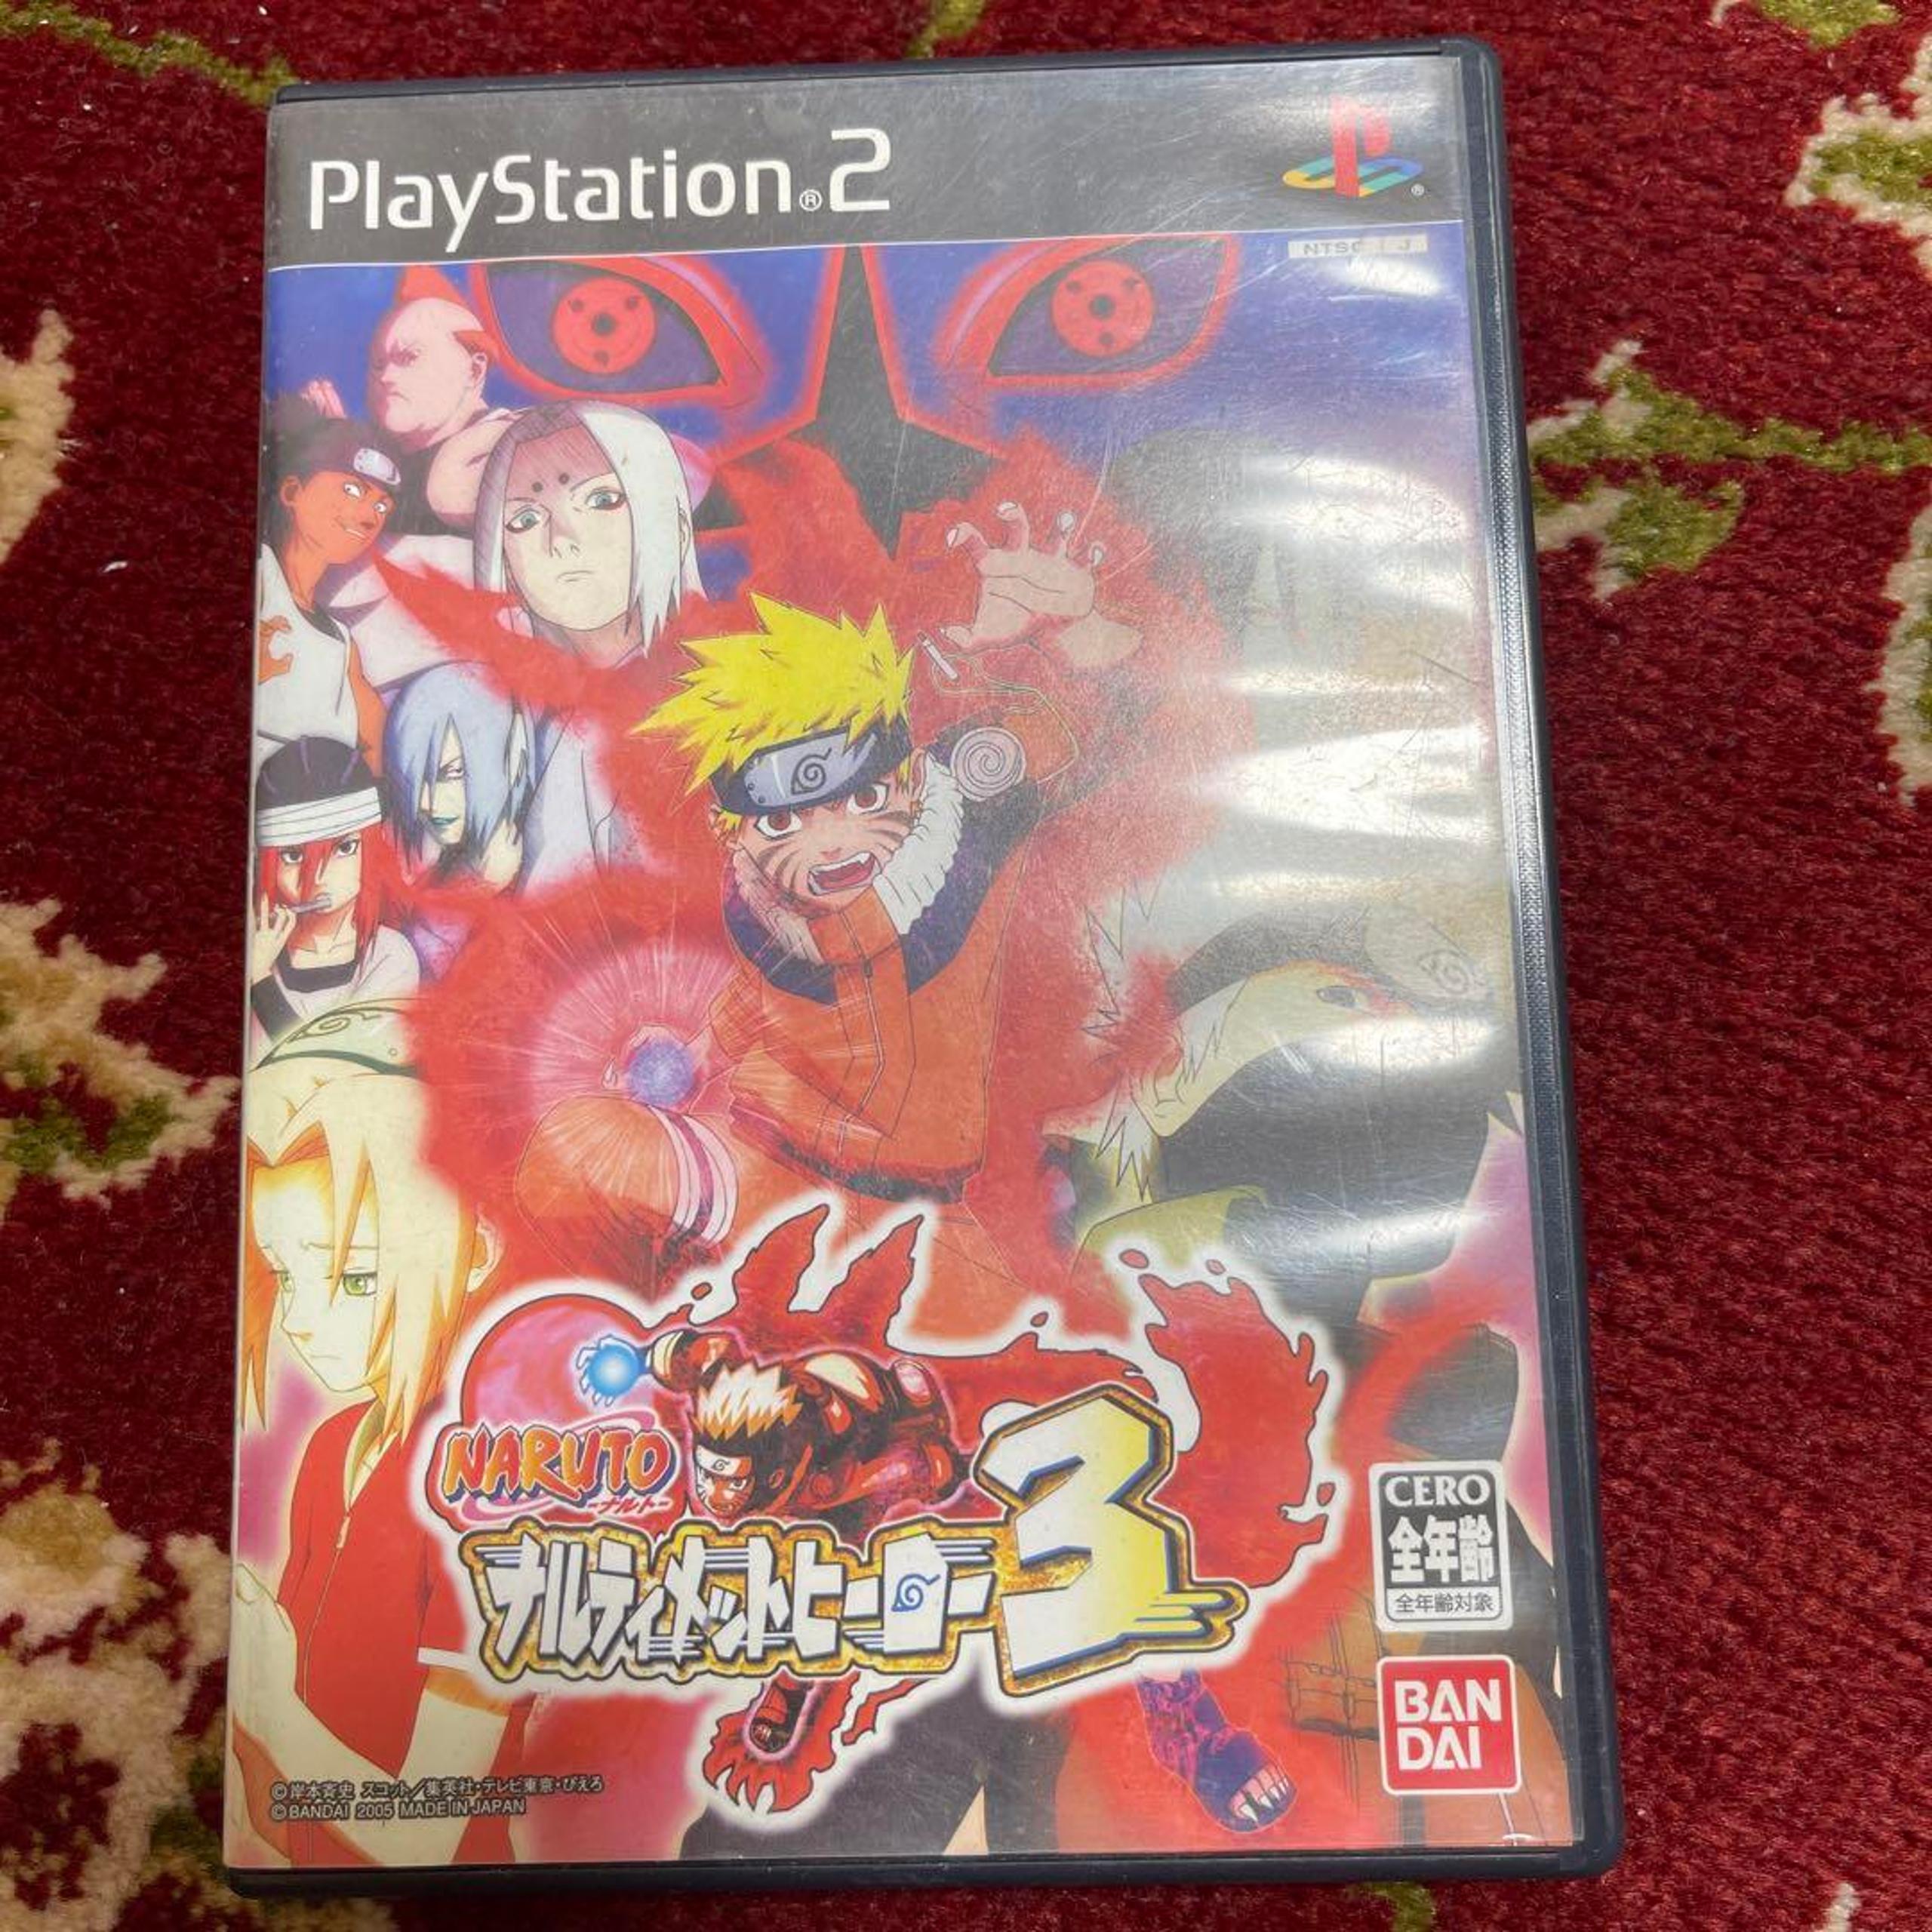 PlayStation®2
®
NTSC J
NARUTO
-ナルト-
ナルティメットヒーロー3
CERO
全年齢
全年齢対象
BAN
DAI
©岸本斉史 スコット/集英社・テレビ東京・ぴえろ
©BANDAI 2005 MADE IN JAPAN